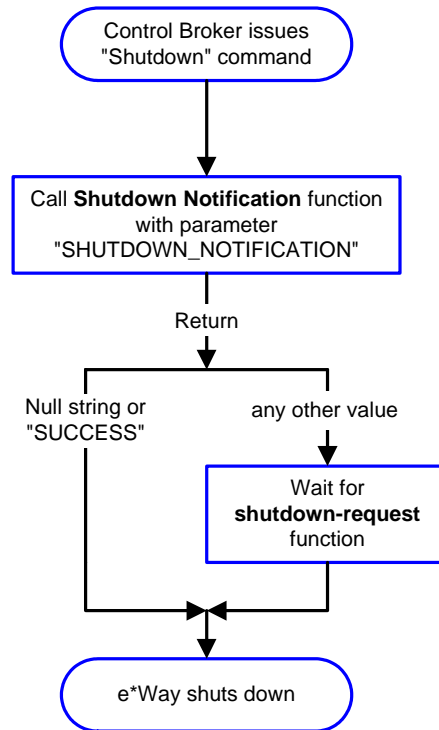 Control Broker issues
"Shutdown" command
Call Shutdown Notification function
with parameter
"SHUTDOWN_NOTIFICATION"
Return
Null string or
"SUCCESS"
any other value
Wait for
shutdown-request
function
e*Way shuts down